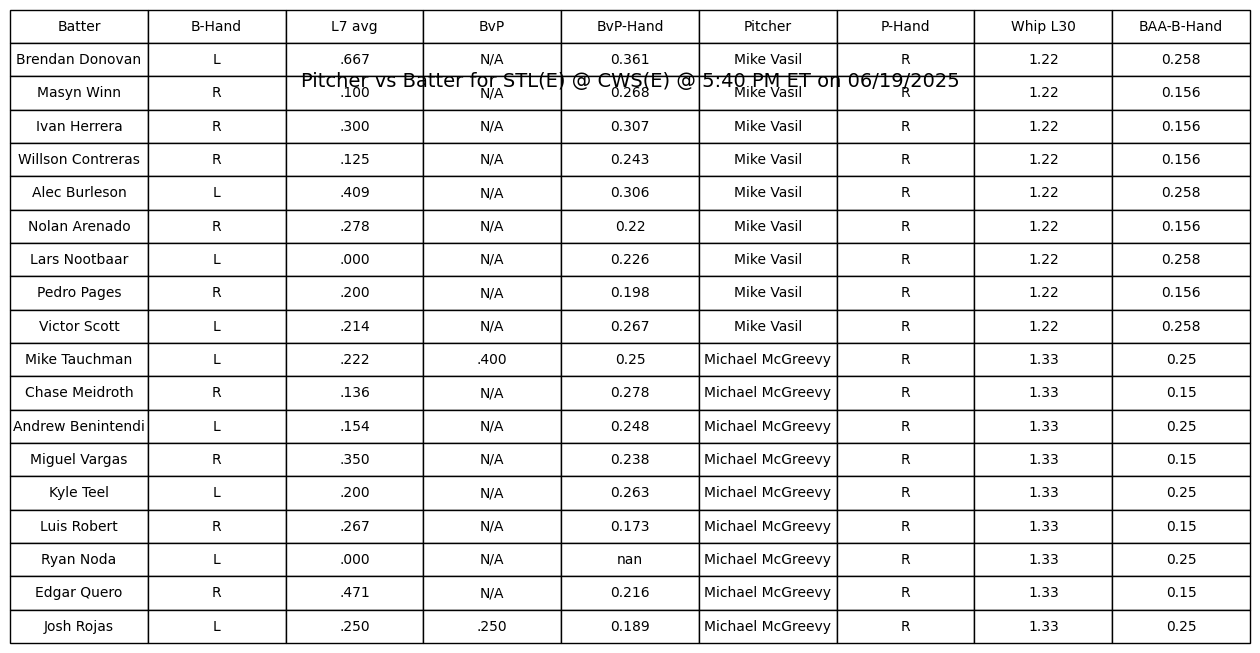 Batter B-Hand L7 avg BvP BvP-Hand Pitcher P-Hand Whip L30 BAA-B-Hand
Brendan Donovan L .667 N/A 0.361 Mike Vasil R 1.22 0.258
Pitcher vs Batter for STL(E) @ CWS(E) @ 5:40 PM ET on 06/19/2025
Masyn Winn R .100 N/A 0.268 Mike Vasil R 1.22 0.156
Ivan Herrera R .300 N/A 0.307 Mike Vasil R 1.22 0.156
Willson Contreras R .125 N/A 0.243 Mike Vasil R 1.22 0.156
Alec Burleson L .409 N/A 0.306 Mike Vasil R 1.22 0.258
Nolan Arenado R .278 N/A 0.22 Mike Vasil R 1.22 0.156
Lars Nootbaar L .000 N/A 0.226 Mike Vasil R 1.22 0.258
Pedro Pages R .200 N/A 0.198 Mike Vasil R 1.22 0.156
Victor Scott L .214 N/A 0.267 Mike Vasil R 1.22 0.258
Mike Tauchman L .222 .400 0.25 Michael McGreevy R 1.33 0.25
Chase Meidroth R .136 N/A 0.278 Michael McGreevy R 1.33 0.15
Andrew Benintendi L .154 N/A 0.248 Michael McGreevy R 1.33 0.25
Miguel Vargas R .350 N/A 0.238 Michael McGreevy R 1.33 0.15
Kyle Teel L .200 N/A 0.263 Michael McGreevy R 1.33 0.25
Luis Robert R .267 N/A 0.173 Michael McGreevy R 1.33 0.15
Ryan Noda L .000 N/A nan Michael McGreevy R 1.33 0.25
Edgar Quero R .471 N/A 0.216 Michael McGreevy R 1.33 0.15
Josh Rojas L .250 .250 0.189 Michael McGreevy R 1.33 0.25